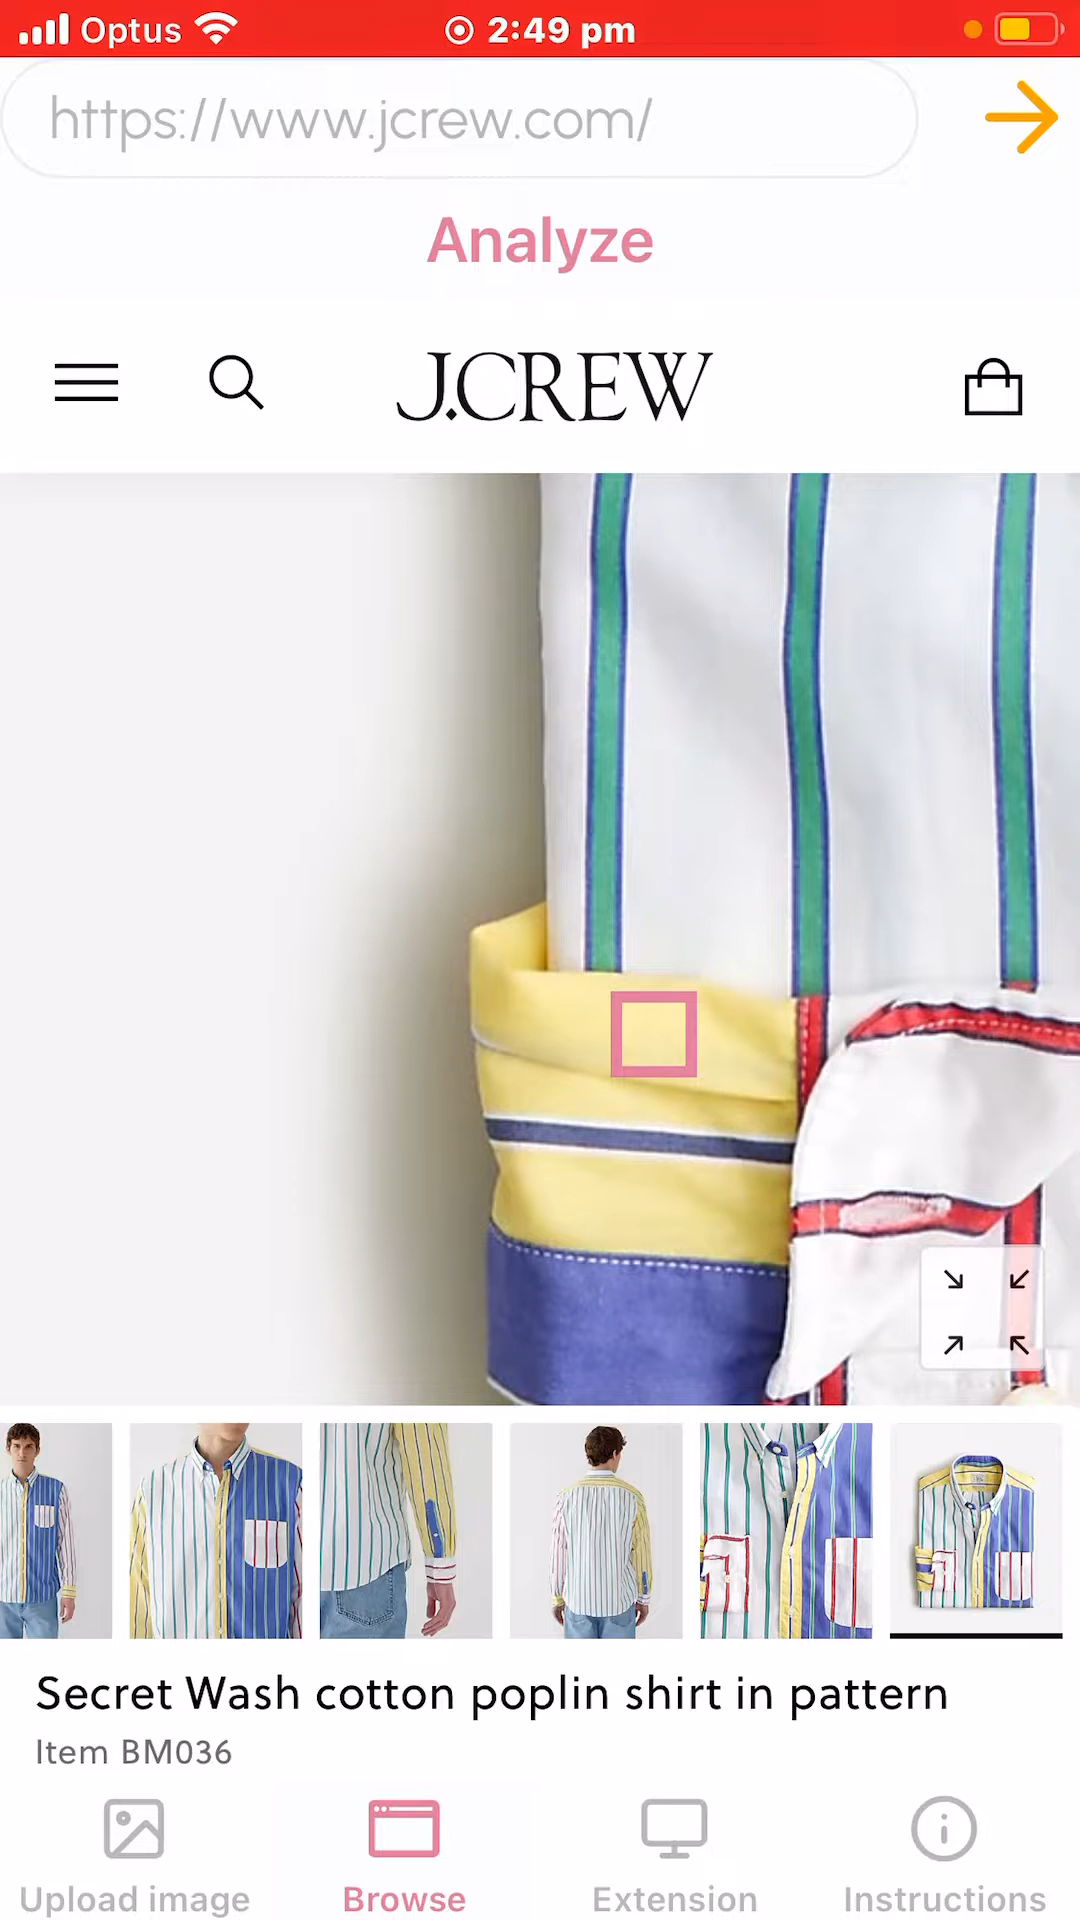 Optus 2:49 pm
https://www.jcrew.com/
Analyze
J.CREW
Secret Wash cotton poplin shirt in pattern
Item BM036
Upload image Browse Extension Instructions